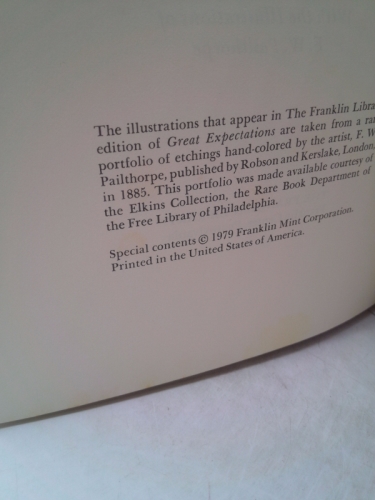 The illustrations that appear in The Franklin Libra
edition of Great Expectations are taken from a ra
portfolio of etchings hand-colored by the artist, F. W
Pailthorpe, published by Robson and Kerslake, London,
in 1885. This portfolio was made available courtesy of
the Elkins Collection, the Rare Book Department of
the Free Library of Philadelphia.
Special contents © 1979 Franklin Mint Corporation.
Printed in the United States of America.